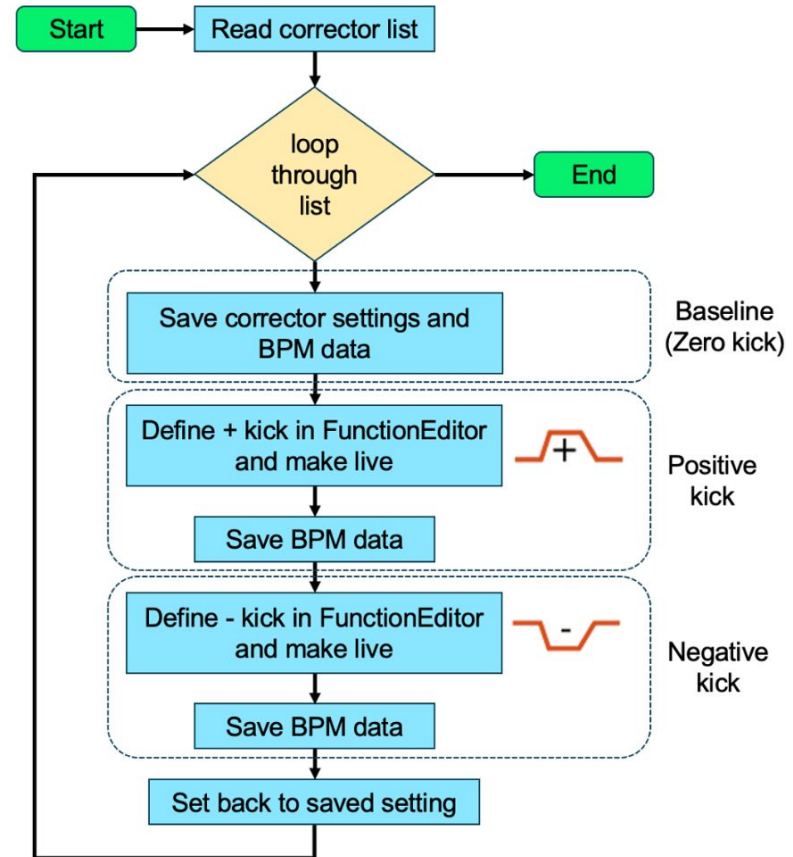 Start
Read corrector list
loop
through
list
End
Save corrector settings and
BPM data
Baseline
(Zero kick)
Define + kick in FunctionEditor
and make live
+
Positive
kick
Save BPM data
Define - kick in FunctionEditor
and make live
-
Negative
kick
Save BPM data
Set back to saved setting